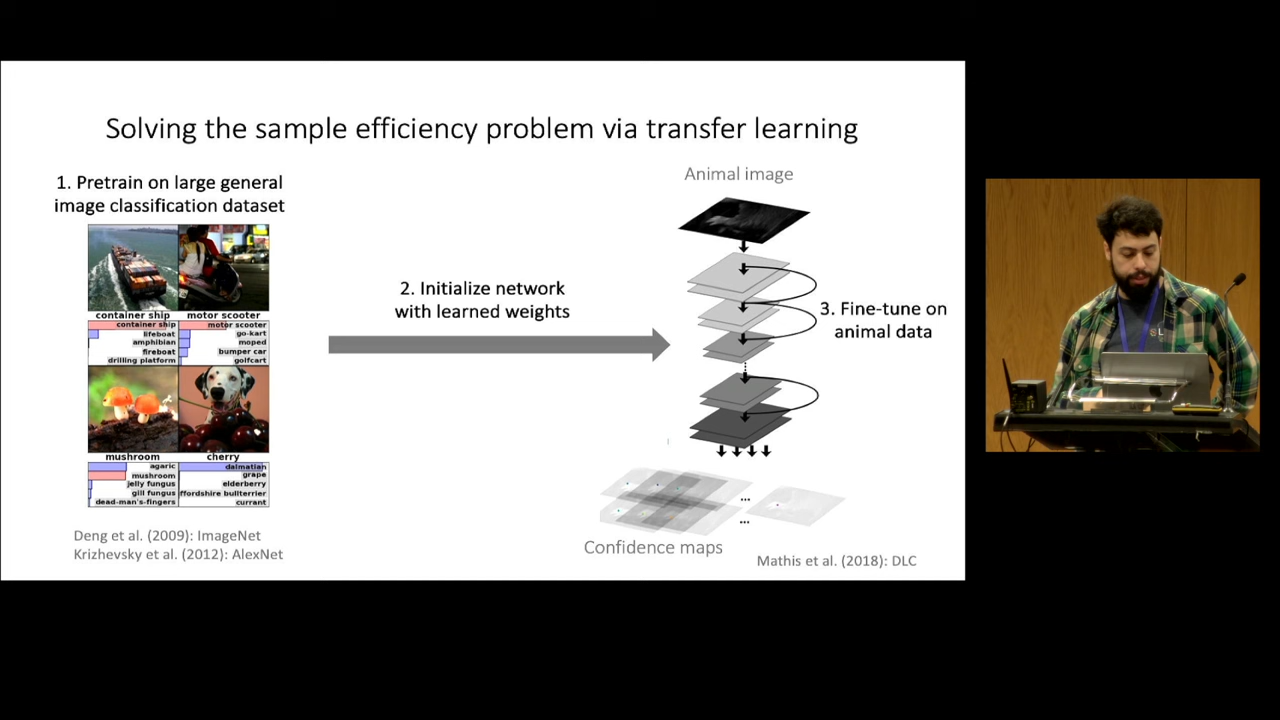 Solving the sample efficiency problem via transfer learning
1. Pretrain on large general
image classification dataset
container ship
motor scooter
container ship
lifeboat
amphibian
fireboat
drilling platform
motor scooter
go-kart
moped
bumper car
golfcart
mushroom
cherry
agaric
mushroom
jelly fungus
gill fungus
dead-man's-fingers
dalmatian
grape
elderberry
ffordshire bullterrier
currant
Deng et al. (2009): ImageNet
Krizhevsky et al. (2012): AlexNet
2. Initialize network
with learned weights
Animal image
3. Fine-tune on
animal data
...
...
Confidence maps
Mathis et al. (2018): DLC